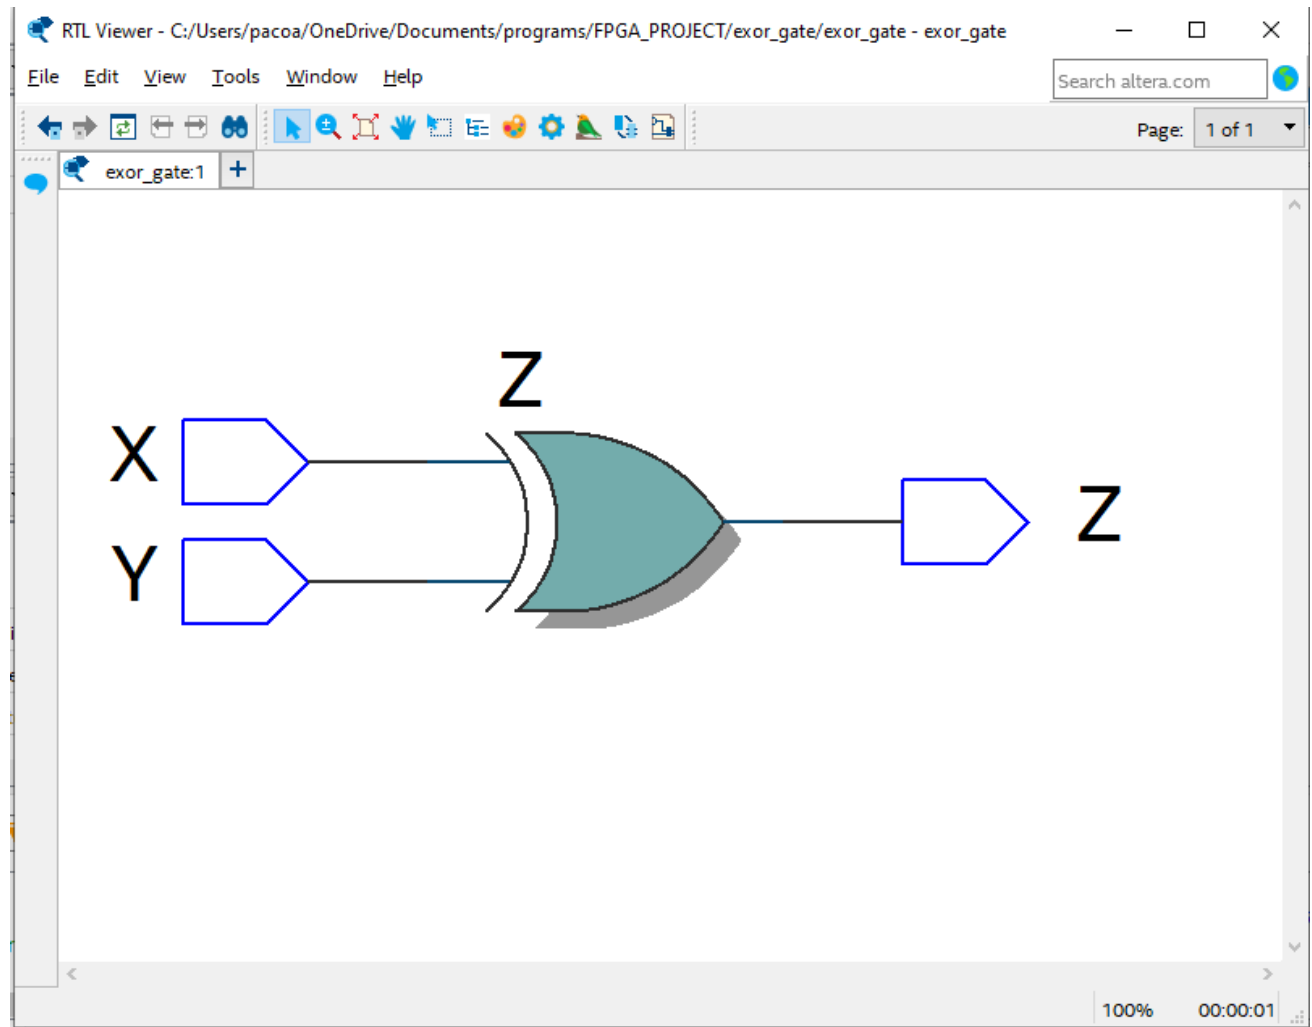 RTL Viewer - C:/Users/pacoa/OneDrive/Documents/programs/FPGA_PROJECT/exor_gate/exor_gate - exor_gate
File Edit View Tools Window Help
Search altera.com
Page: 1 of 1
exor_gate:1
Z
X
Y
Z
100% 00:00:01